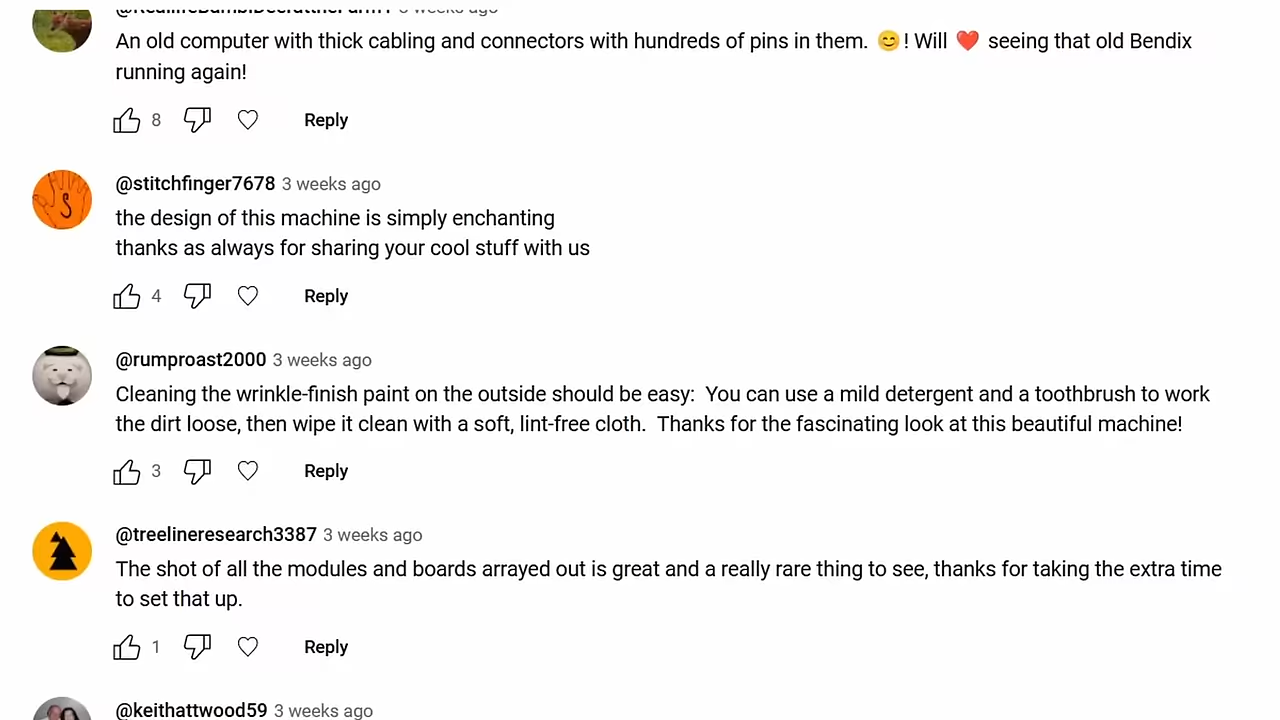 3 weeks ago
An old computer with thick cabling and connectors with hundreds of pins in them. 😊! Will ❤️ seeing that old Bendix
running again!
8 Reply
@stitchfinger7678 3 weeks ago
the design of this machine is simply enchanting
thanks as always for sharing your cool stuff with us
4 Reply
@rumproast2000 3 weeks ago
Cleaning the wrinkle-finish paint on the outside should be easy:  You can use a mild detergent and a toothbrush to work
the dirt loose, then wipe it clean with a soft, lint-free cloth.  Thanks for the fascinating look at this beautiful machine!
3 Reply
@treelineresearch3387 3 weeks ago
The shot of all the modules and boards arrayed out is great and a really rare thing to see, thanks for taking the extra time
to set that up.
1 Reply
@keithattwood59 3 weeks ago